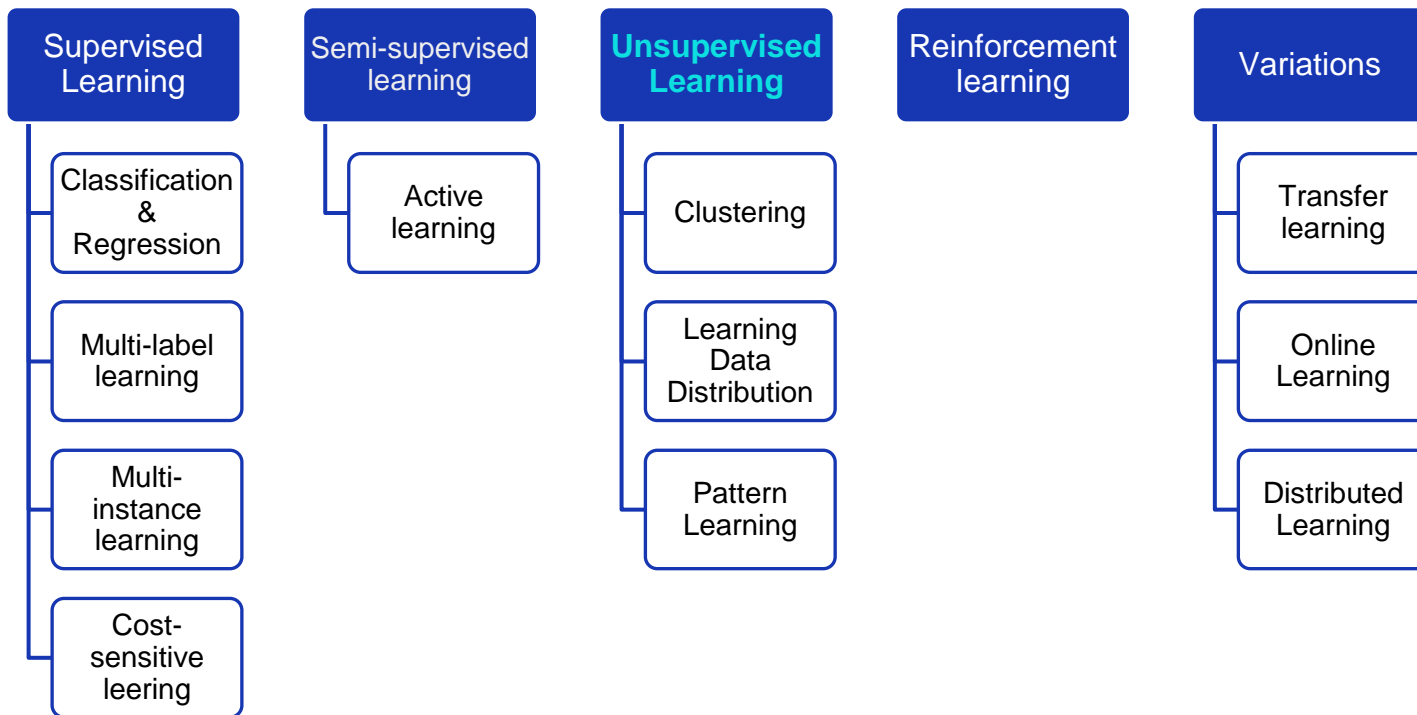 Supervised
Learning
Classification
&
Regression
Multi-label
learning
Multi-
instance
learning
Cost-
sensitive
leering
Semi-supervised
learning
Active
learning
Unsupervised
Learning
Clustering
Learning
Data
Distribution
Pattern
Learning
Reinforcement
learning
Variations
Transfer
learning
Online
Learning
Distributed
Learning